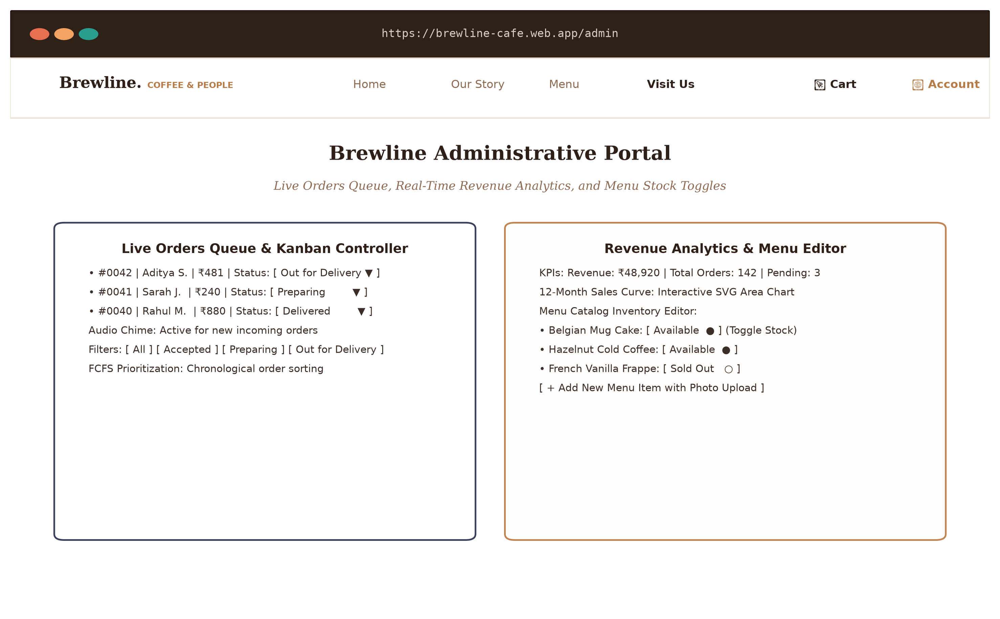 https://brewline-cafe.web.app/admin
Brewline. COFFEE & PEOPLE Home Our Story Menu Visit Us Cart Account
Brewline Administrative Portal
Live Orders Queue, Real-Time Revenue Analytics, and Menu Stock Toggles
Live Orders Queue & Kanban Controller
• #0042 | Aditya S. | ₹481 | Status: [ Out for Delivery ▼ ]
• #0041 | Sarah J. | ₹240 | Status: [ Preparing ▼ ]
• #0040 | Rahul M. | ₹880 | Status: [ Delivered ▼ ]
Audio Chime: Active for new incoming orders
Filters: [ All ] [ Accepted ] [ Preparing ] [ Out for Delivery ]
FCFS Prioritization: Chronological order sorting
Revenue Analytics & Menu Editor
KPIs: Revenue: ₹48,920 | Total Orders: 142 | Pending: 3
12-Month Sales Curve: Interactive SVG Area Chart
Menu Catalog Inventory Editor:
• Belgian Mug Cake: [ Available ● ] (Toggle Stock)
• Hazelnut Cold Coffee: [ Available ● ]
• French Vanilla Frappe: [ Sold Out ○ ]
[ + Add New Menu Item with Photo Upload ]